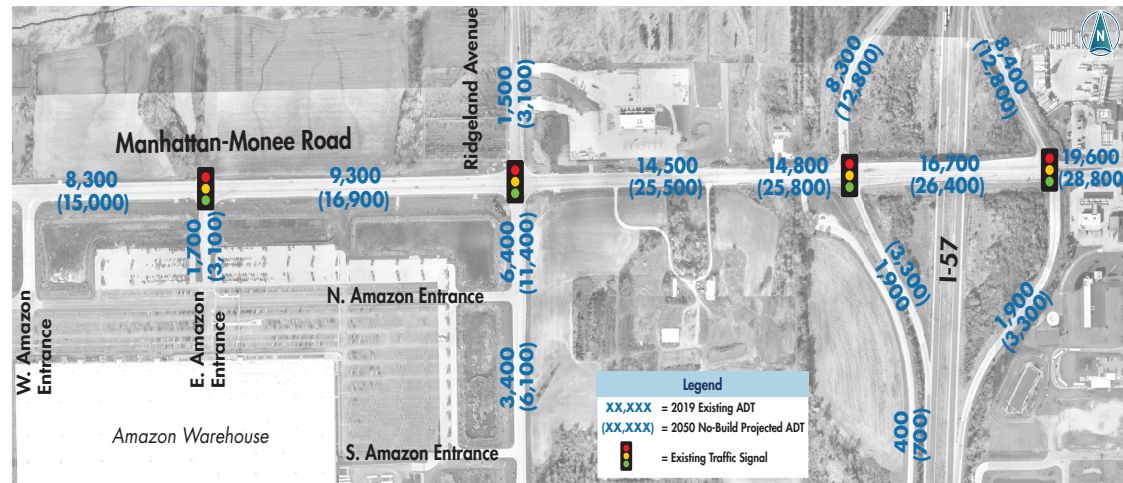 N
Ridgeland Avenue
1,500
(3,100)
8,300
(12,800)
8,400
(12,800)
Manhattan-Monee Road
8,300
(15,000)
9,300
(16,900)
14,500
(25,500)
14,800
(25,800)
16,700
(26,400)
19,600
(28,800)
1,700
(3,100)
6,400
(11,400)
(3,300)
1,900
I-57
1,900
(3,300)
N. Amazon Entrance
W. Amazon
Entrance
E. Amazon
Entrance
3,400
(6,100)
400
(700)
Amazon Warehouse
S. Amazon Entrance
Legend
XX,XXX = 2019 Existing ADT
(XX,XXX) = 2050 No-Build Projected ADT
= Existing Traffic Signal